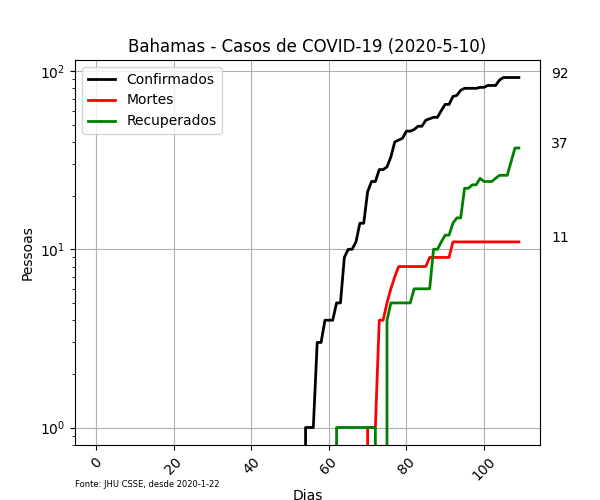 Bahamas - Casos de COVID-19 (2020-5-10)
Confirmados
Mortes
Recuperados
10²
10¹
10⁰
Pessoas
92
37
11
0 20 40 60 80 100
Fonte: JHU CSSE, desde 2020-1-22
Dias